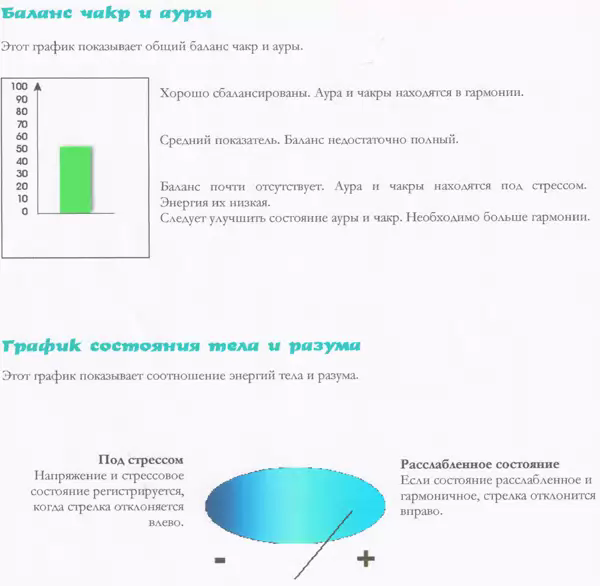 Баланс чакр и ауры
Этот график показывает общий баланс чакр и ауры.
100
90
80
70
60
50
40
30
20
10
0
Хорошо сбалансированы. Аура и чакры находятся в гармонии.
Средний показатель. Баланс недостаточно полный.
Баланс почти отсутствует. Аура и чакры находятся под стрессом.
Энергия их низкая.
Следует улучшить состояние ауры и чакр. Необходимо больше гармонии.
График состояния тела и разума
Этот график показывает соотношение энергий тела и разума.
Под стрессом
Напряжение и стрессовое
состояние регистрируется,
когда стрелка отклоняется
влево.
Расслабленное состояние
Если состояние расслабленное и
гармоничное, стрелка отклонится
вправо.
- +